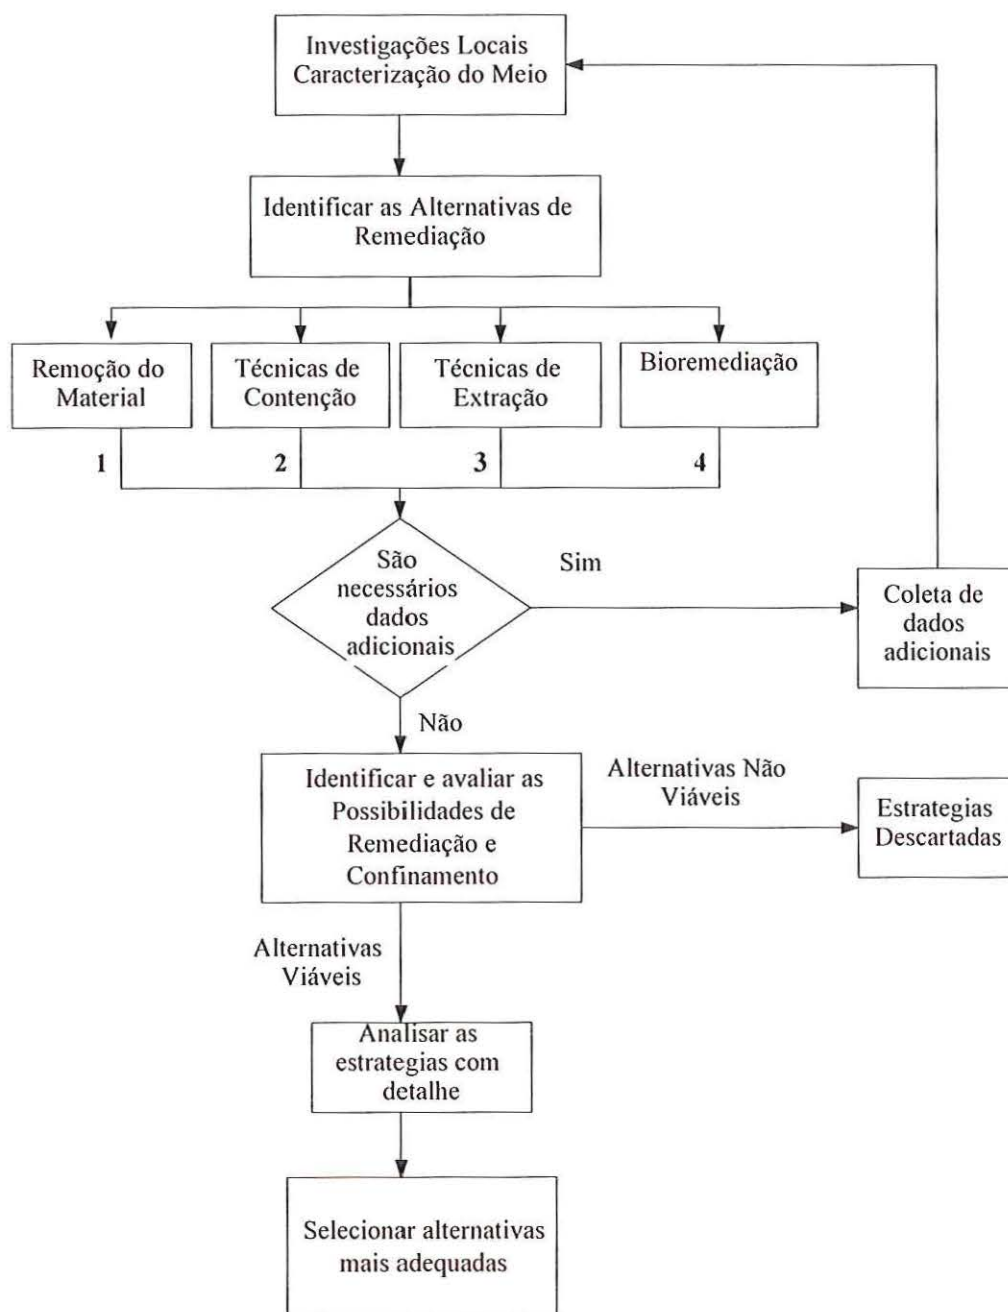 Investigações Locais
Caracterização do Meio
Identificar as Alternativas de
Remediação
Remoção do
Material
Técnicas de
Contenção
Técnicas de
Extração
Bioremediação
1
2
3
4
São
necessários
dados
adicionais
Sim
Coleta de
dados
adicionais
Não
Identificar e avaliar as
Possibilidades de
Remediação e
Confinamento
Alternativas Não
Viáveis
Estrategias
Descartadas
Alternativas
Viáveis
Analisar as
estrategias com
detalhe
Selecionar alternativas
mais adequadas